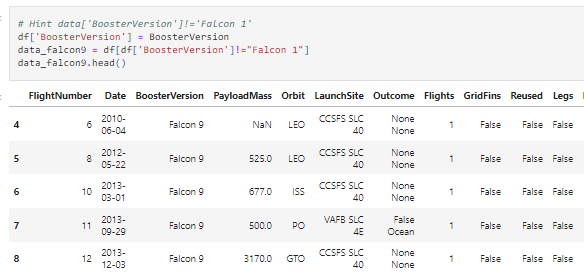 # Hint data['BoosterVersion']!='Falcon 1'
df['BoosterVersion'] = BoosterVersion
data_falcon9 = df[df['BoosterVersion']!="Falcon 1"]
data_falcon9.head()
FlightNumber Date BoosterVersion PayloadMass Orbit LaunchSite Outcome Flights GridFins Reused Legs
4 6 2010-06-04 Falcon 9 NaN LEO CCSFS SLC 40 None None 1 False False False
5 8 2012-05-22 Falcon 9 525.0 LEO CCSFS SLC 40 None None 1 False False False
6 10 2013-03-01 Falcon 9 677.0 ISS CCSFS SLC 40 None None 1 False False False
7 11 2013-09-29 Falcon 9 500.0 PO VAFB SLC 4E False Ocean 1 False False False
8 12 2013-12-03 Falcon 9 3170.0 GTO CCSFS SLC 40 None None 1 False False False